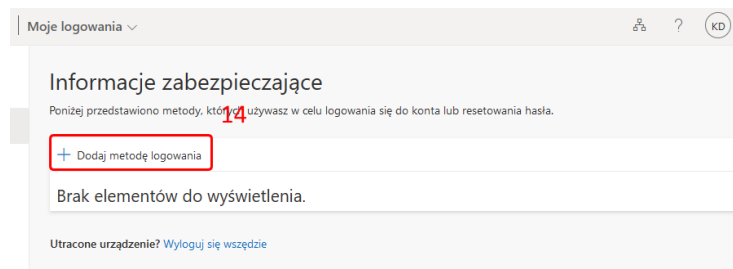 Moje logowania
? KD
Informacje zabezpieczające
Poniżej przedstawiono metody, których używasz w celu logowania się do konta lub resetowania hasła.
14
+ Dodaj metodę logowania
Brak elementów do wyświetlenia.
Utracone urządzenie? Wyloguj się wszędzie